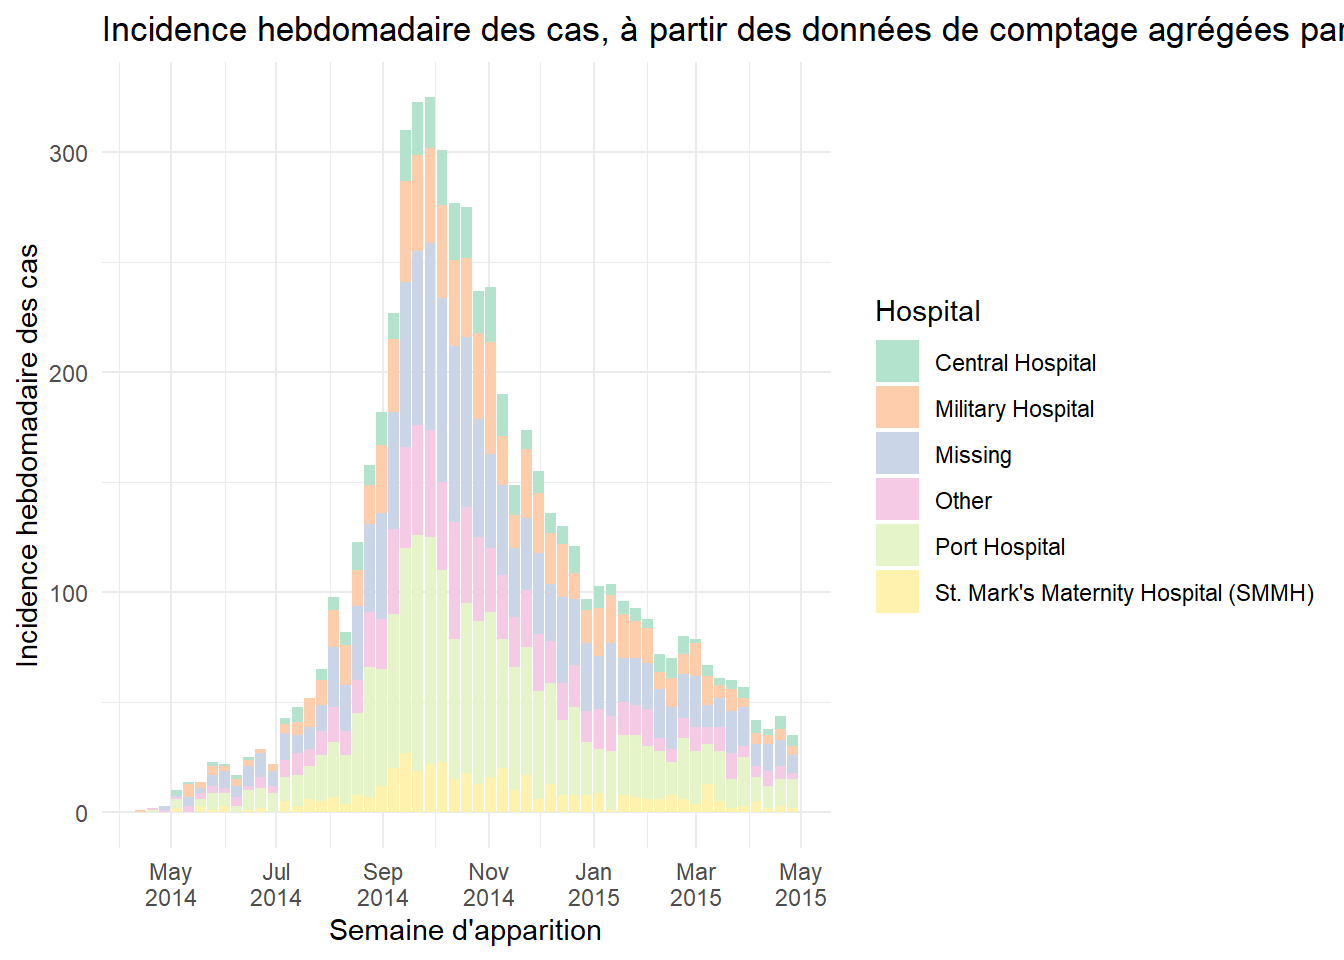 Incidence hebdomadaire des cas, à partir des données de comptage agrégées par
Incidence hebdomadaire des cas
300
200
100
0
May Jul Sep Nov Jan Mar May
2014 2014 2014 2014 2015 2015 2015
Semaine d'apparition
Hospital
Central Hospital
Military Hospital
Missing
Other
Port Hospital
St. Mark's Maternity Hospital (SMMH)